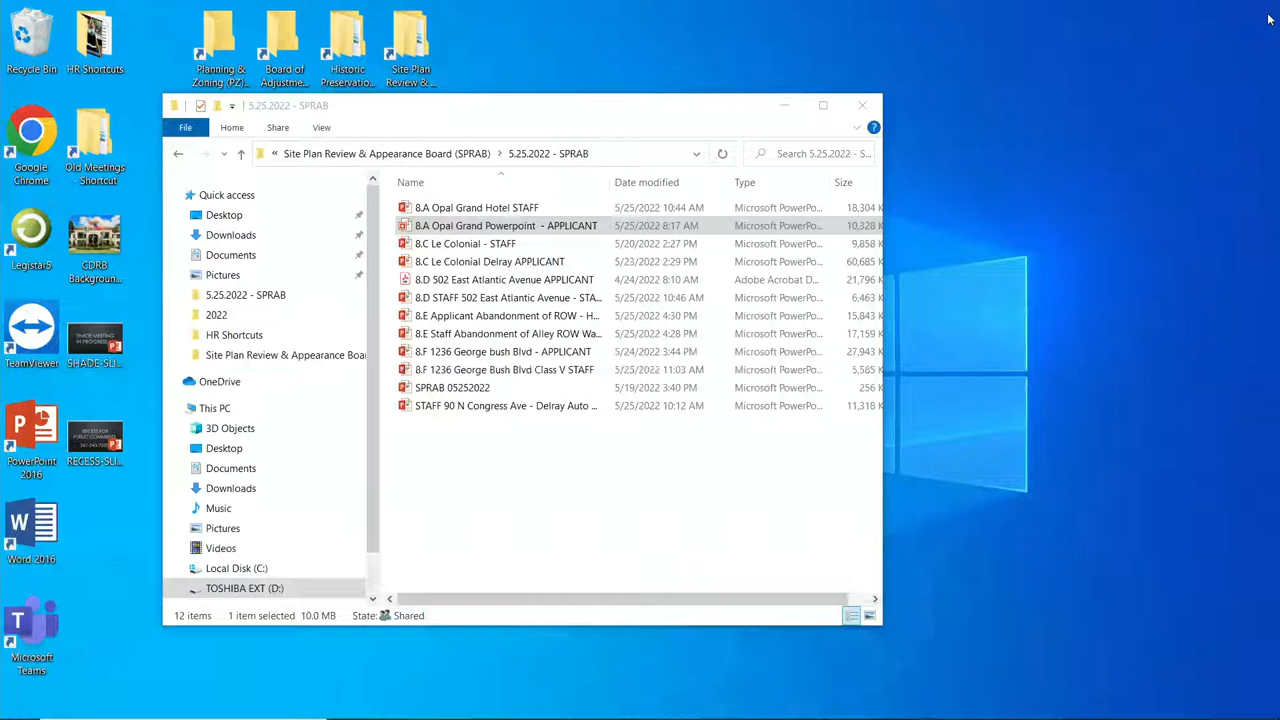 Recycle Bin
HR Shortcuts
Planning &
Zoning (PZ)...
Board of
Adjustme...
Historic
Preservatio...
Site Plan
Review & ...
Google
Chrome
Old Meetings
- Shortcut
Legistar5
CDRB
Backgroun...
TeamViewer
SHADE-SLI...
PowerPoint
2016
RECESS-SLI...
Word 2016
Microsoft
Teams
5.25.2022 - SPRAB
File Home Share View
« Site Plan Review & Appearance Board (SPRAB) > 5.25.2022 - SPRAB
Search 5.25.2022 - S...
Quick access
Desktop
Downloads
Documents
Pictures
5.25.2022 - SPRAB
2022
HR Shortcuts
Site Plan Review & Appearance Boar
OneDrive
This PC
3D Objects
Desktop
Documents
Downloads
Music
Pictures
Videos
Local Disk (C:)
TOSHIBA EXT (D:)
Name Date modified Type Size
8.A Opal Grand Hotel STAFF 5/25/2022 10:44 AM Microsoft PowerPo... 18,304 K
8.A Opal Grand Powerpoint - APPLICANT 5/25/2022 8:17 AM Microsoft PowerPo... 10,328 K
8.C Le Colonial - STAFF 5/20/2022 2:27 PM Microsoft PowerPo... 9,858 K
8.C Le Colonial Delray APPLICANT 5/23/2022 2:29 PM Microsoft PowerPo... 60,685 K
8.D 502 East Atlantic Avenue APPLICANT 4/24/2022 8:10 AM Adobe Acrobat D... 21,796 K
8.D STAFF 502 East Atlantic Avenue - STA... 5/25/2022 10:46 AM Microsoft PowerPo... 6,463 K
8.E Applicant Abandonment of ROW - H... 5/25/2022 4:30 PM Microsoft PowerPo... 15,843 K
8.E Staff Abandonment of Alley ROW Wa... 5/25/2022 4:28 PM Microsoft PowerPo... 17,159 K
8.F 1236 George bush Blvd - APPLICANT 5/24/2022 3:44 PM Microsoft PowerPo... 27,943 K
8.F 1236 George Bush Blvd Class V STAFF 5/25/2022 11:03 AM Microsoft PowerPo... 5,585 K
SPRAB 05252022 5/19/2022 3:40 PM Microsoft PowerPo... 256 K
STAFF 90 N Congress Ave - Delray Auto ... 5/25/2022 10:12 AM Microsoft PowerPo... 11,318 K
12 items 1 item selected 10.0 MB State: Shared